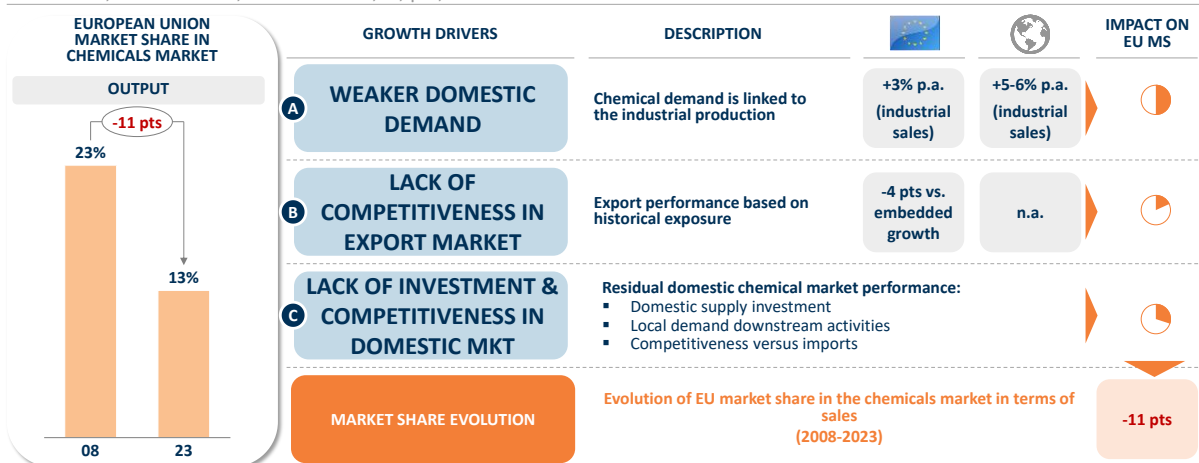 EUROPEAN UNION
MARKET SHARE IN
CHEMICALS MARKET
OUTPUT
-11 pts
23%
13%
08
23
GROWTH DRIVERS
DESCRIPTION
IMPACT ON
EU MS
A
WEAKER DOMESTIC
DEMAND
Chemical demand is linked to
the industrial production
+3% p.a.
(industrial
sales)
+5-6% p.a.
(industrial
sales)
B
LACK OF
COMPETITIVENESS IN
EXPORT MARKET
Export performance based on
historical exposure
-4 pts vs.
embedded
growth
n.a.
C
LACK OF INVESTMENT &
COMPETITIVENESS IN
DOMESTIC MKT
Residual domestic chemical market performance:
▪ Domestic supply investment
▪ Local demand downstream activities
▪ Competitiveness versus imports
MARKET SHARE EVOLUTION
Evolution of EU market share in the chemicals market in terms of
sales
(2008-2023)
-11 pts